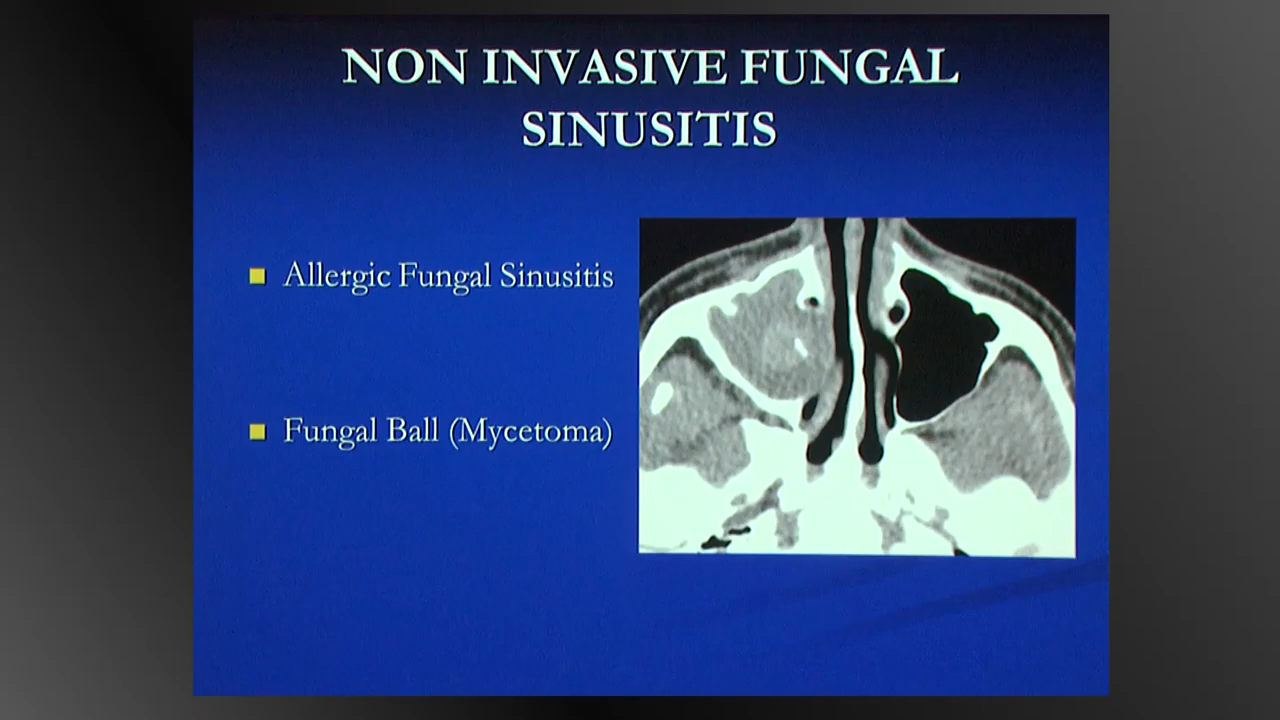 NON INVASIVE FUNGAL
SINUSITIS
Allergic Fungal Sinusitis
Fungal Ball (Mycetoma)